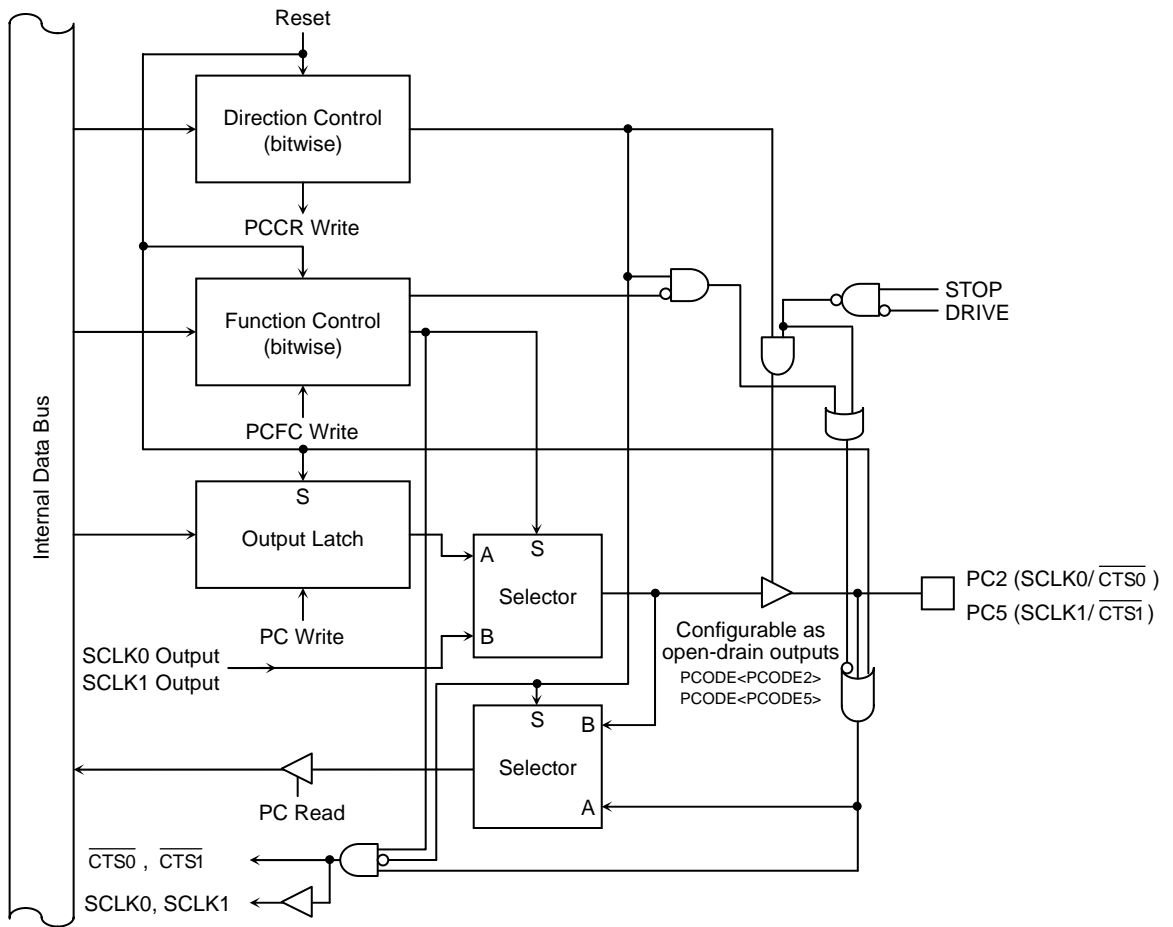 Reset
Direction Control
(bitwise)
PCCR Write
Function Control
(bitwise)
PCFC Write
STOP
DRIVE
Internal Data Bus
S
Output Latch
PC Write
SCLK0 Output
SCLK1 Output
A
S
Selector
B
PC2 (SCLK0/ CTS0 )
PC5 (SCLK1/ CTS1 )
Configurable as
open-drain outputs
PCODE<PCODE2>
PCODE<PCODE5>
S
B
Selector
A
PC Read
CTS0 , CTS1
SCLK0, SCLK1